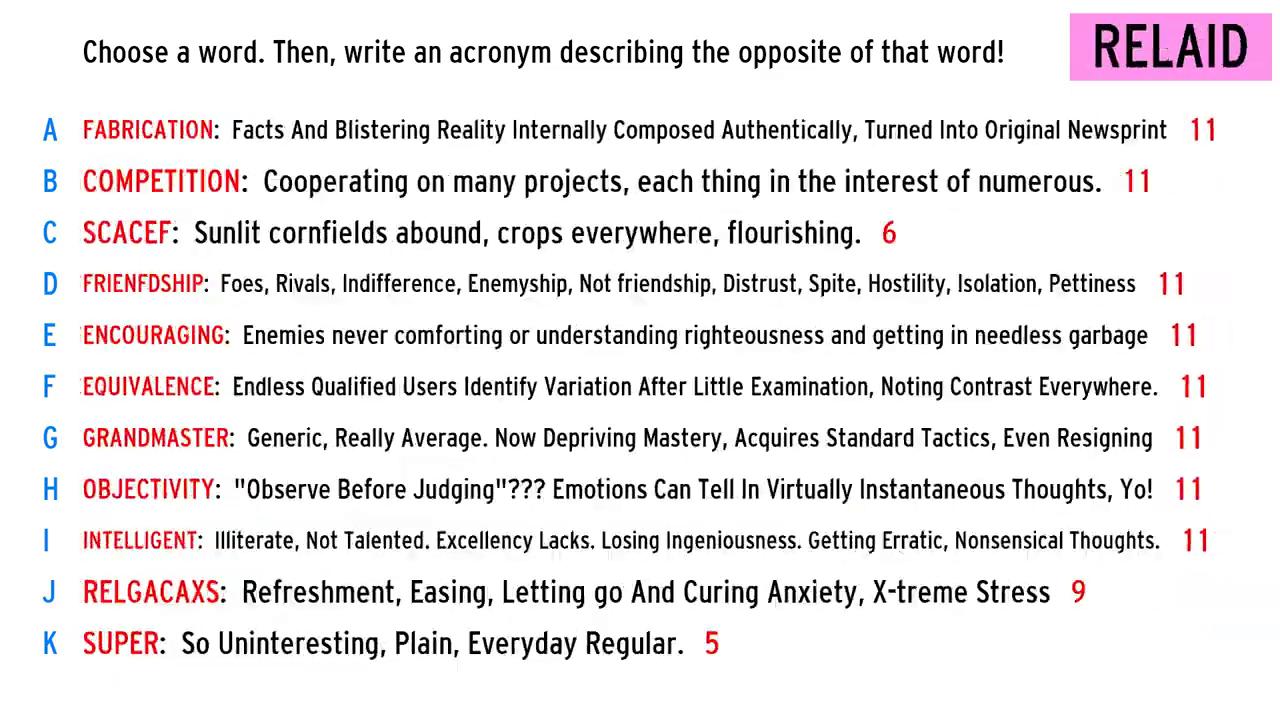 Choose a word. Then, write an acronym describing the opposite of that word!
RELAID
A FABRICATION: Facts And Blistering Reality Internally Composed Authentically, Turned Into Original Newsprint 11
B COMPETITION: Cooperating on many projects, each thing in the interest of numerous. 11
C SCACEF: Sunlit cornfields abound, crops everywhere, flourishing. 6
D FRIENFDSHIP: Foes, Rivals, Indifference, Enemyship, Not friendship, Distrust, Spite, Hostility, Isolation, Pettiness 11
E ENCOURAGING: Enemies never comforting or understanding righteousness and getting in needless garbage 11
F EQUIVALENCE: Endless Qualified Users Identify Variation After Little Examination, Noting Contrast Everywhere. 11
G GRANDMASTER: Generic, Really Average. Now Depriving Mastery, Acquires Standard Tactics, Even Resigning 11
H OBJECTIVITY: "Observe Before Judging"??? Emotions Can Tell In Virtually Instantaneous Thoughts, Yo! 11
I INTELLIGENT: Illiterate, Not Talented. Excellency Lacks. Losing Ingeniousness. Getting Erratic, Nonsensical Thoughts. 11
J RELGACAXS: Refreshment, Easing, Letting go And Curing Anxiety, X-treme Stress 9
K SUPER: So Uninteresting, Plain, Everyday Regular. 5